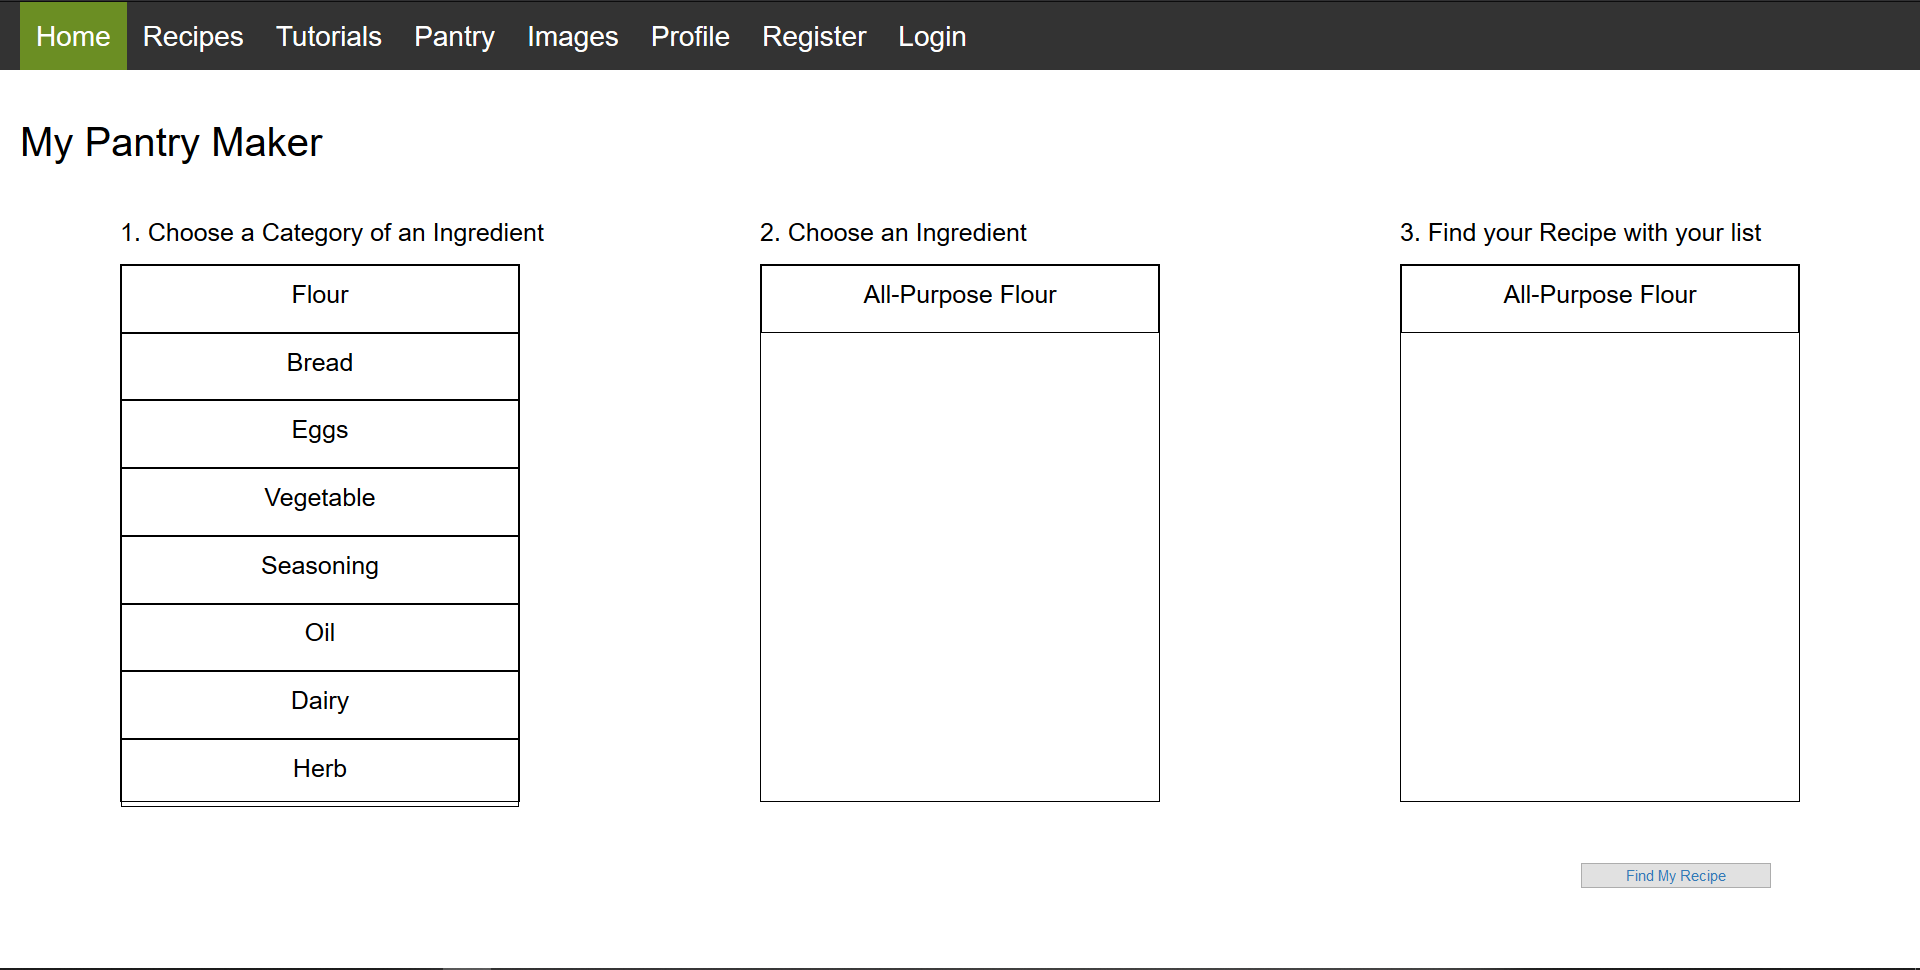 Home Recipes Tutorials Pantry Images Profile Register Login
My Pantry Maker
1. Choose a Category of an Ingredient
Flour
Bread
Eggs
Vegetable
Seasoning
Oil
Dairy
Herb
2. Choose an Ingredient
All-Purpose Flour
3. Find your Recipe with your list
All-Purpose Flour
Find My Recipe